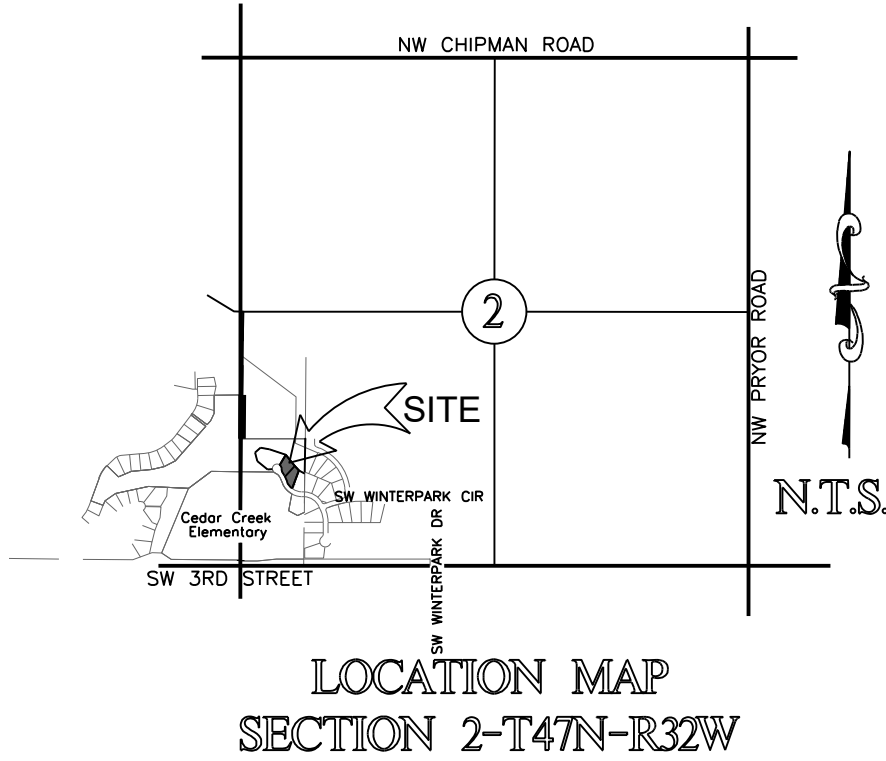 NW CHIPMAN ROAD
2
NW PRYOR ROAD
SITE
N.T.S.
SW WINTERPARK CIR
Cedar Creek
Elementary
SW WINTERPARK DR
SW 3RD STREET
LOCATION MAP
SECTION 2-T47N-R32W